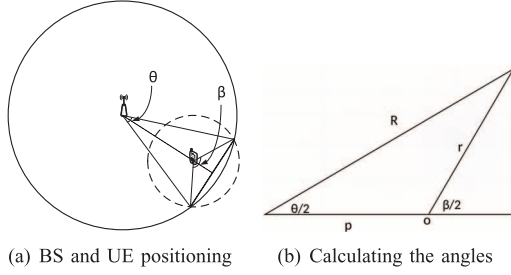 θ
β
R
r
θ/2
β/2
o
p
(a) BS and UE positioning
(b) Calculating the angles